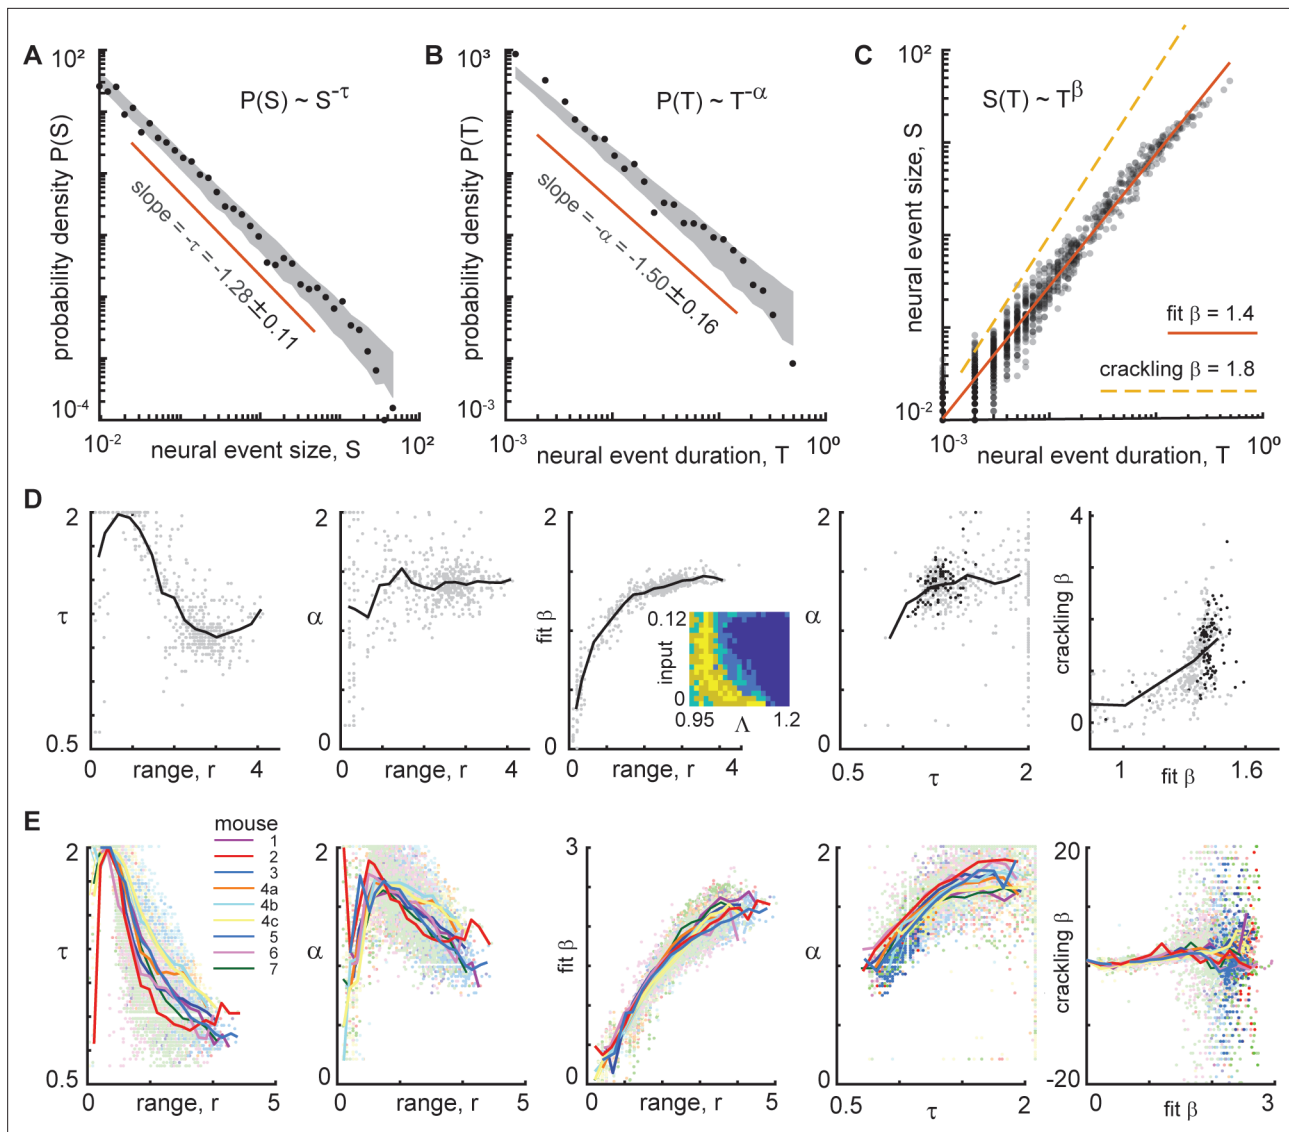 A
10²
P(S) ~ S^-τ
probability density P(S)
slope = -τ = -1.28±0.11
10^-4
10^-2
10²
neural event size, S
B
10³
P(T) ~ T^-α
probability density P(T)
slope = -α = -1.50±0.16
10^-3
10^-3
10⁰
neural event duration, T
C
10²
S(T) ~ T^β
neural event size, S
fit β = 1.4
crackling β = 1.8
10^-2
10^-3
10⁰
neural event duration, T
D
2
τ
0.5
0
range, r
4
2
α
0
0
range, r
4
2
fit β
0
0
range, r
4
0.12
input
0
0.95
Λ
1.2
2
α
0
0.5
τ
2
4
crackling β
0
1
fit β
1.6
E
mouse
1
2
3
4a
4b
4c
5
6
7
2
τ
0.5
0
range, r
5
2
α
0
0
range, r
5
3
fit β
0
0
range, r
5
2
α
0
0.5
τ
2
20
crackling β
0
-20
0
fit β
3